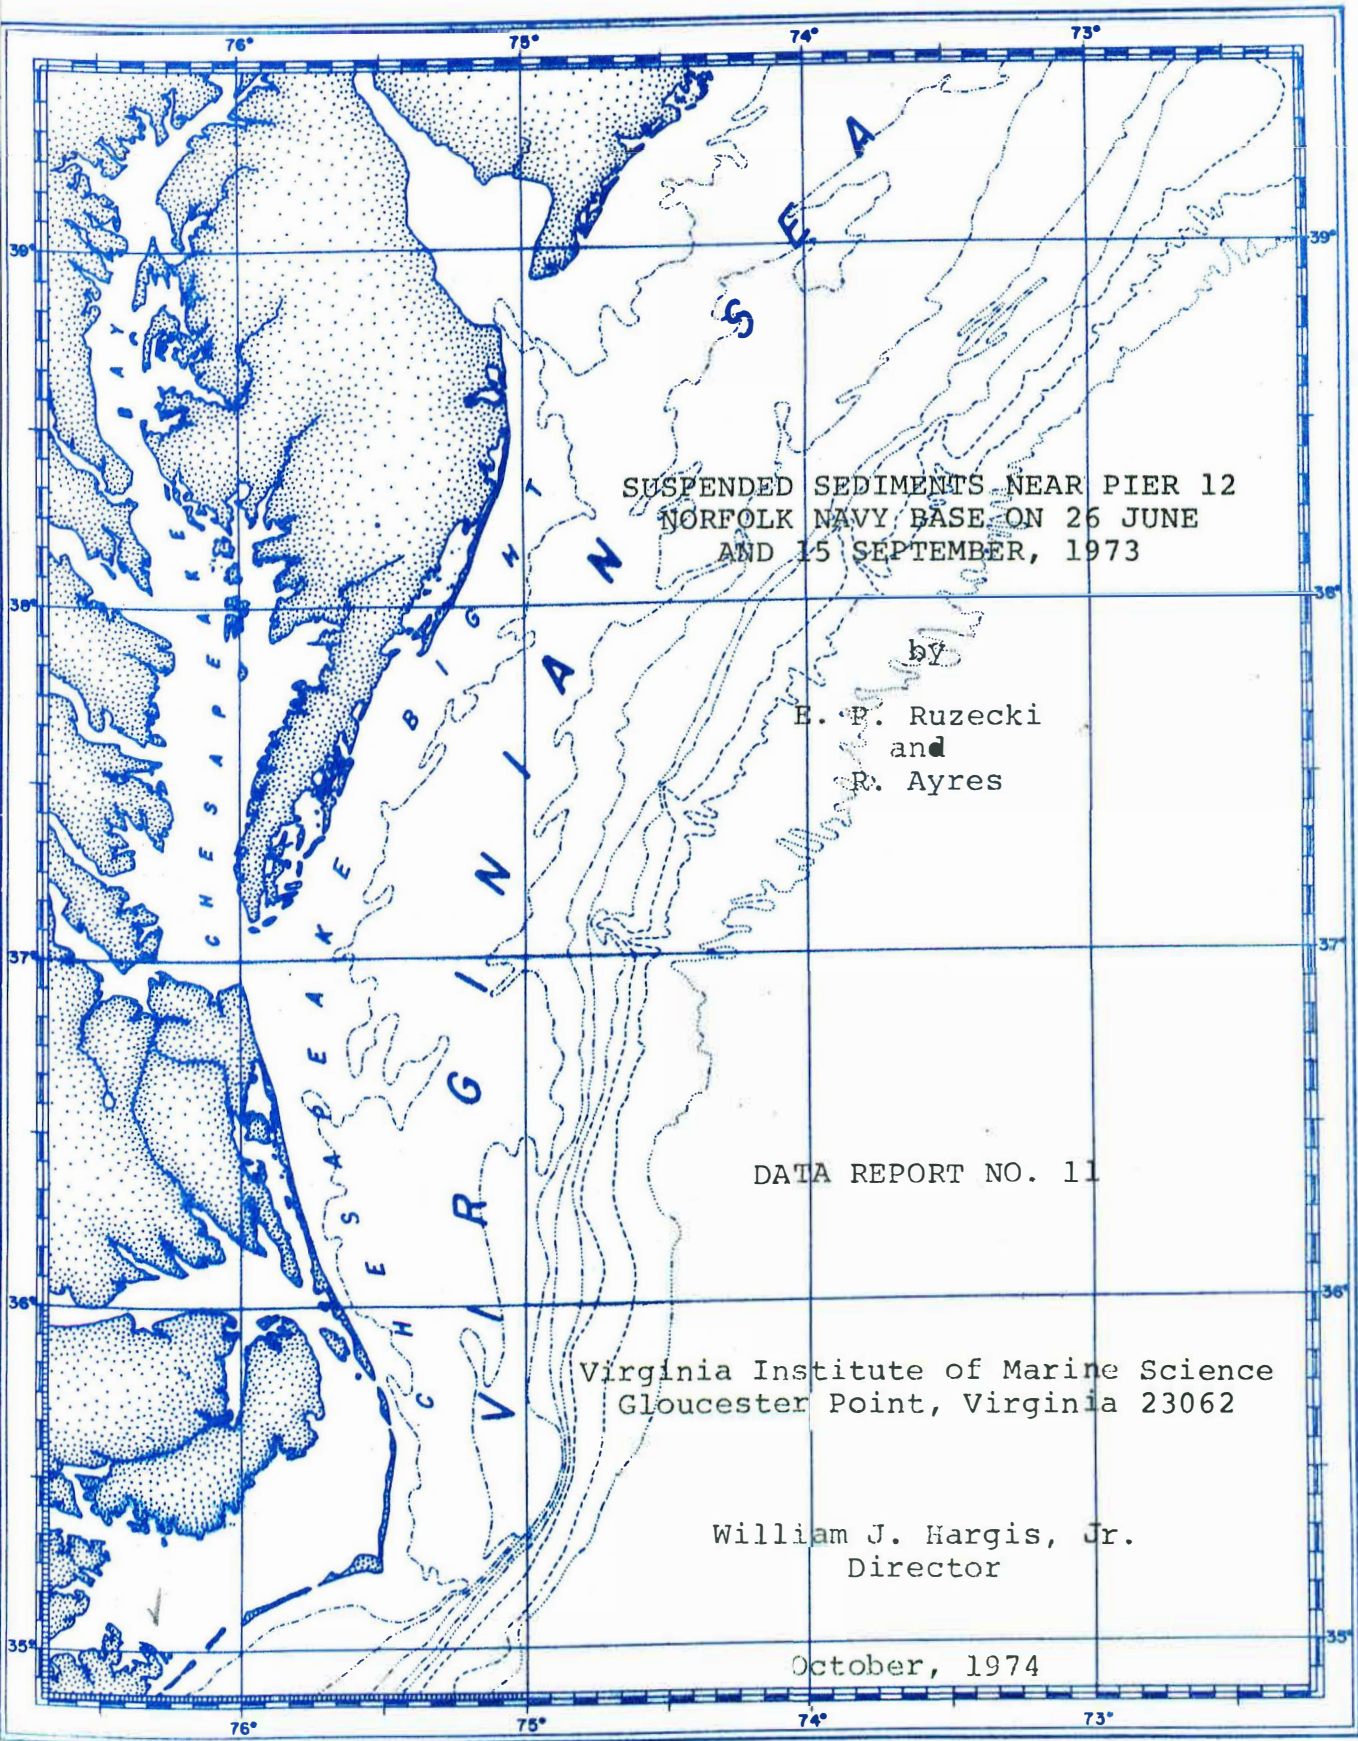 76° 75° 74° 73°
39° 39°
38° 38°
37° 37°
36° 36°
35° 35°
76° 75° 74° 73°
CHESAPEAKE BAY
CHESAPEAKE BIGHT
VIRGINIAN SEA
SUSPENDED SEDIMENTS NEAR PIER 12
NORFOLK NAVY BASE ON 26 JUNE
AND 15 SEPTEMBER, 1973
by
E. P. Ruzecki
and
R. Ayres
DATA REPORT NO. 11
Virginia Institute of Marine Science
Gloucester Point, Virginia 23062
William J. Hargis, Jr.
Director
October, 1974